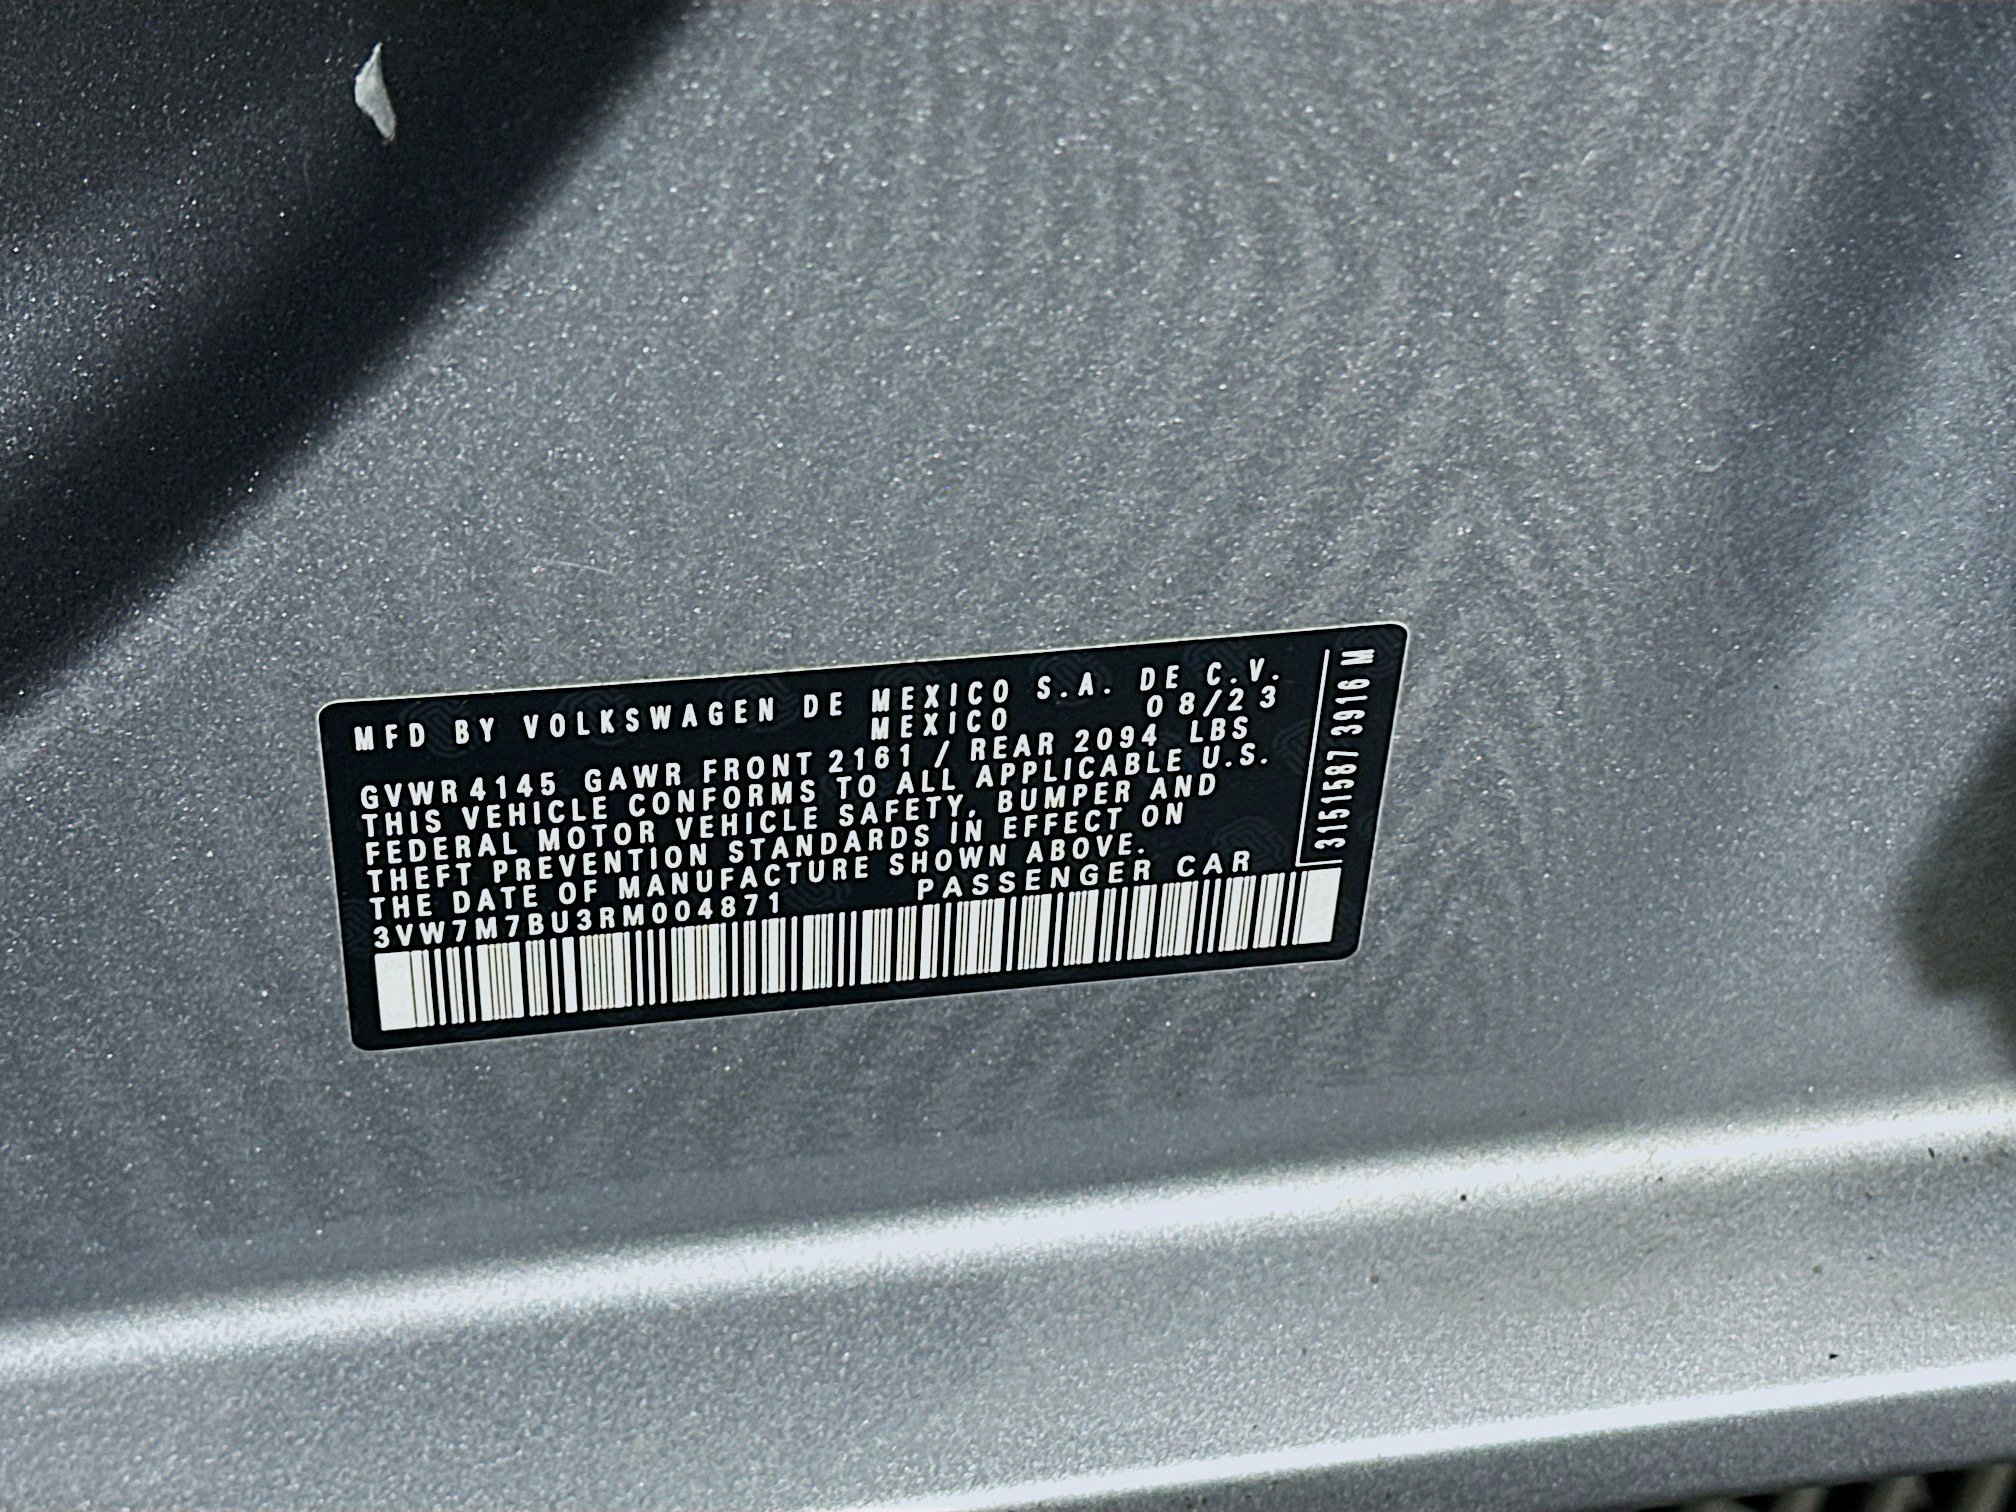 MFD BY VOLKSWAGEN DE MEXICO S.A. DE C.V.
MEXICO 08/23
GVWR 4145 GAWR FRONT 2161 / REAR 2094 LBS
THIS VEHICLE CONFORMS TO ALL APPLICABLE U.S.
FEDERAL MOTOR VEHICLE SAFETY, BUMPER AND
THEFT PREVENTION STANDARDS IN EFFECT ON
THE DATE OF MANUFACTURE SHOWN ABOVE.
3VW7M7BU3RM004871 PASSENGER CAR
3151587 3916 M